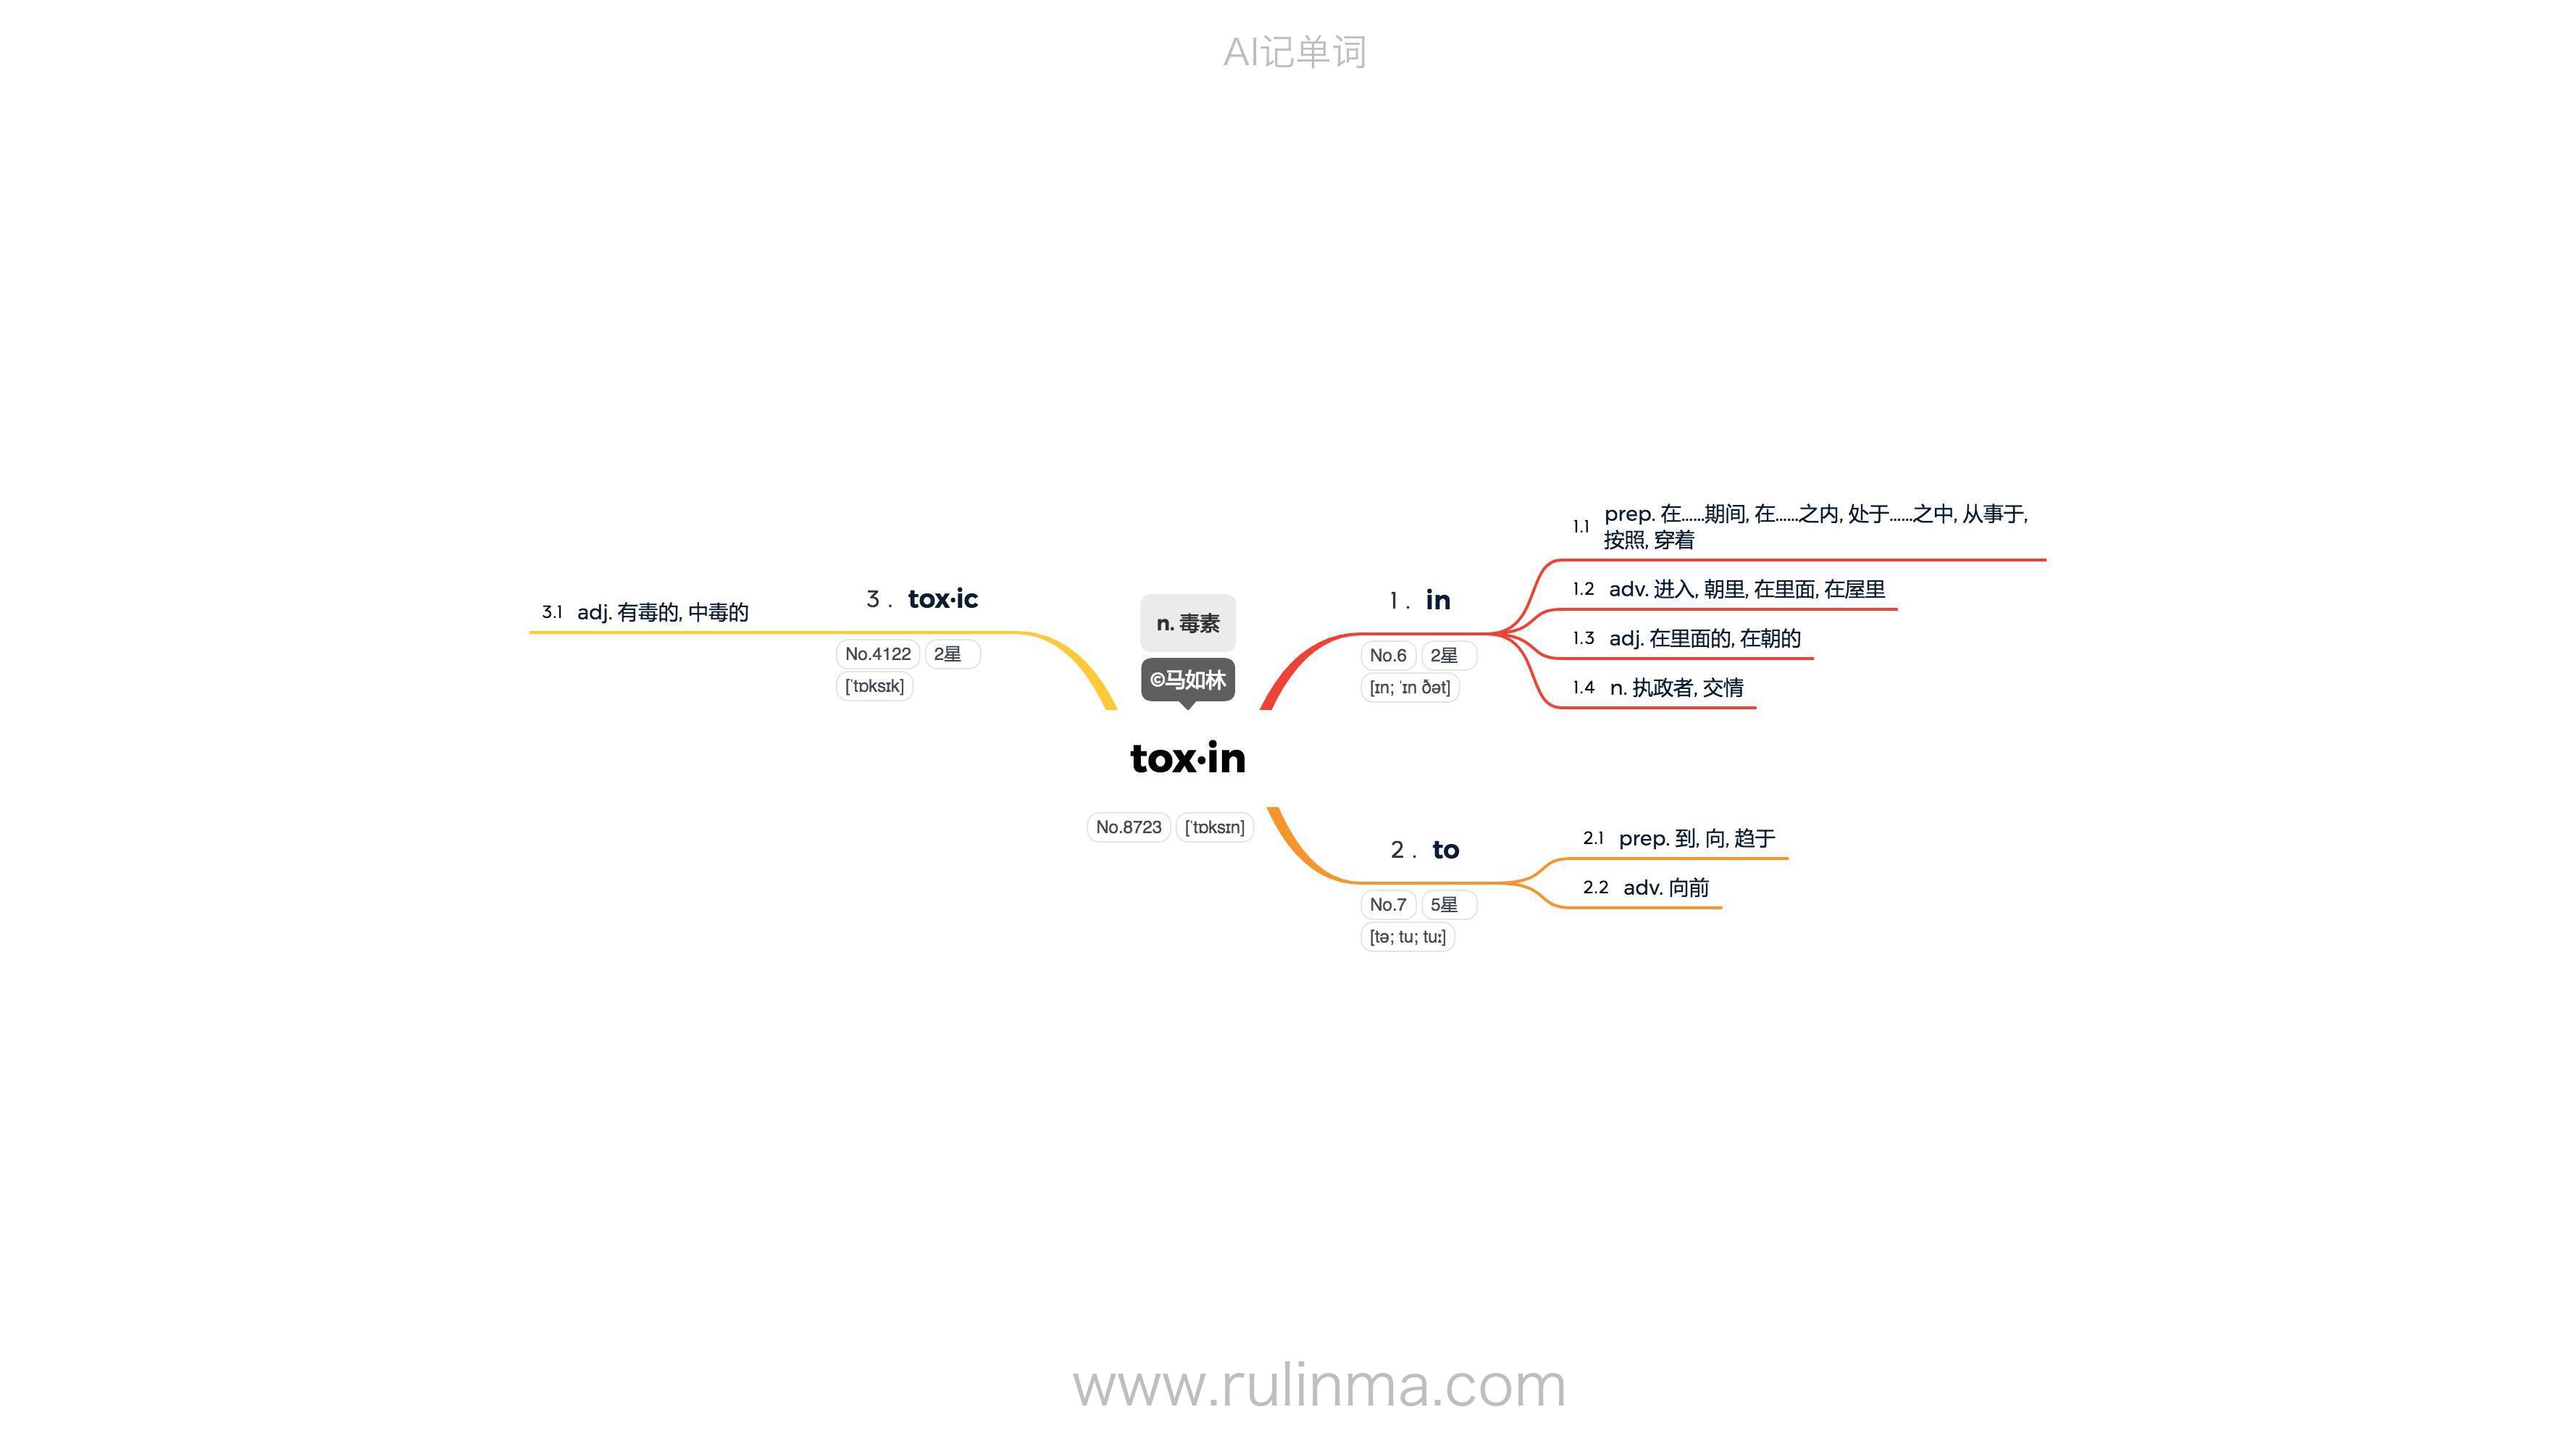 AI记单词
n. 毒素
©马如林
tox·in
No.8723 [ˈtɒksɪn]
1 . in
No.6 2星
[ɪn; ˈɪn ðət]
1.1 prep. 在......期间, 在......之内, 处于......之中, 从事于,
按照, 穿着
1.2 adv. 进入, 朝里, 在里面, 在屋里
1.3 adj. 在里面的, 在朝的
1.4 n. 执政者, 交情
2 . to
No.7 5星
[tə; tu; tuː]
2.1 prep. 到, 向, 趋于
2.2 adv. 向前
3 . tox·ic
No.4122 2星
[ˈtɒksɪk]
3.1 adj. 有毒的, 中毒的
www.rulinma.com